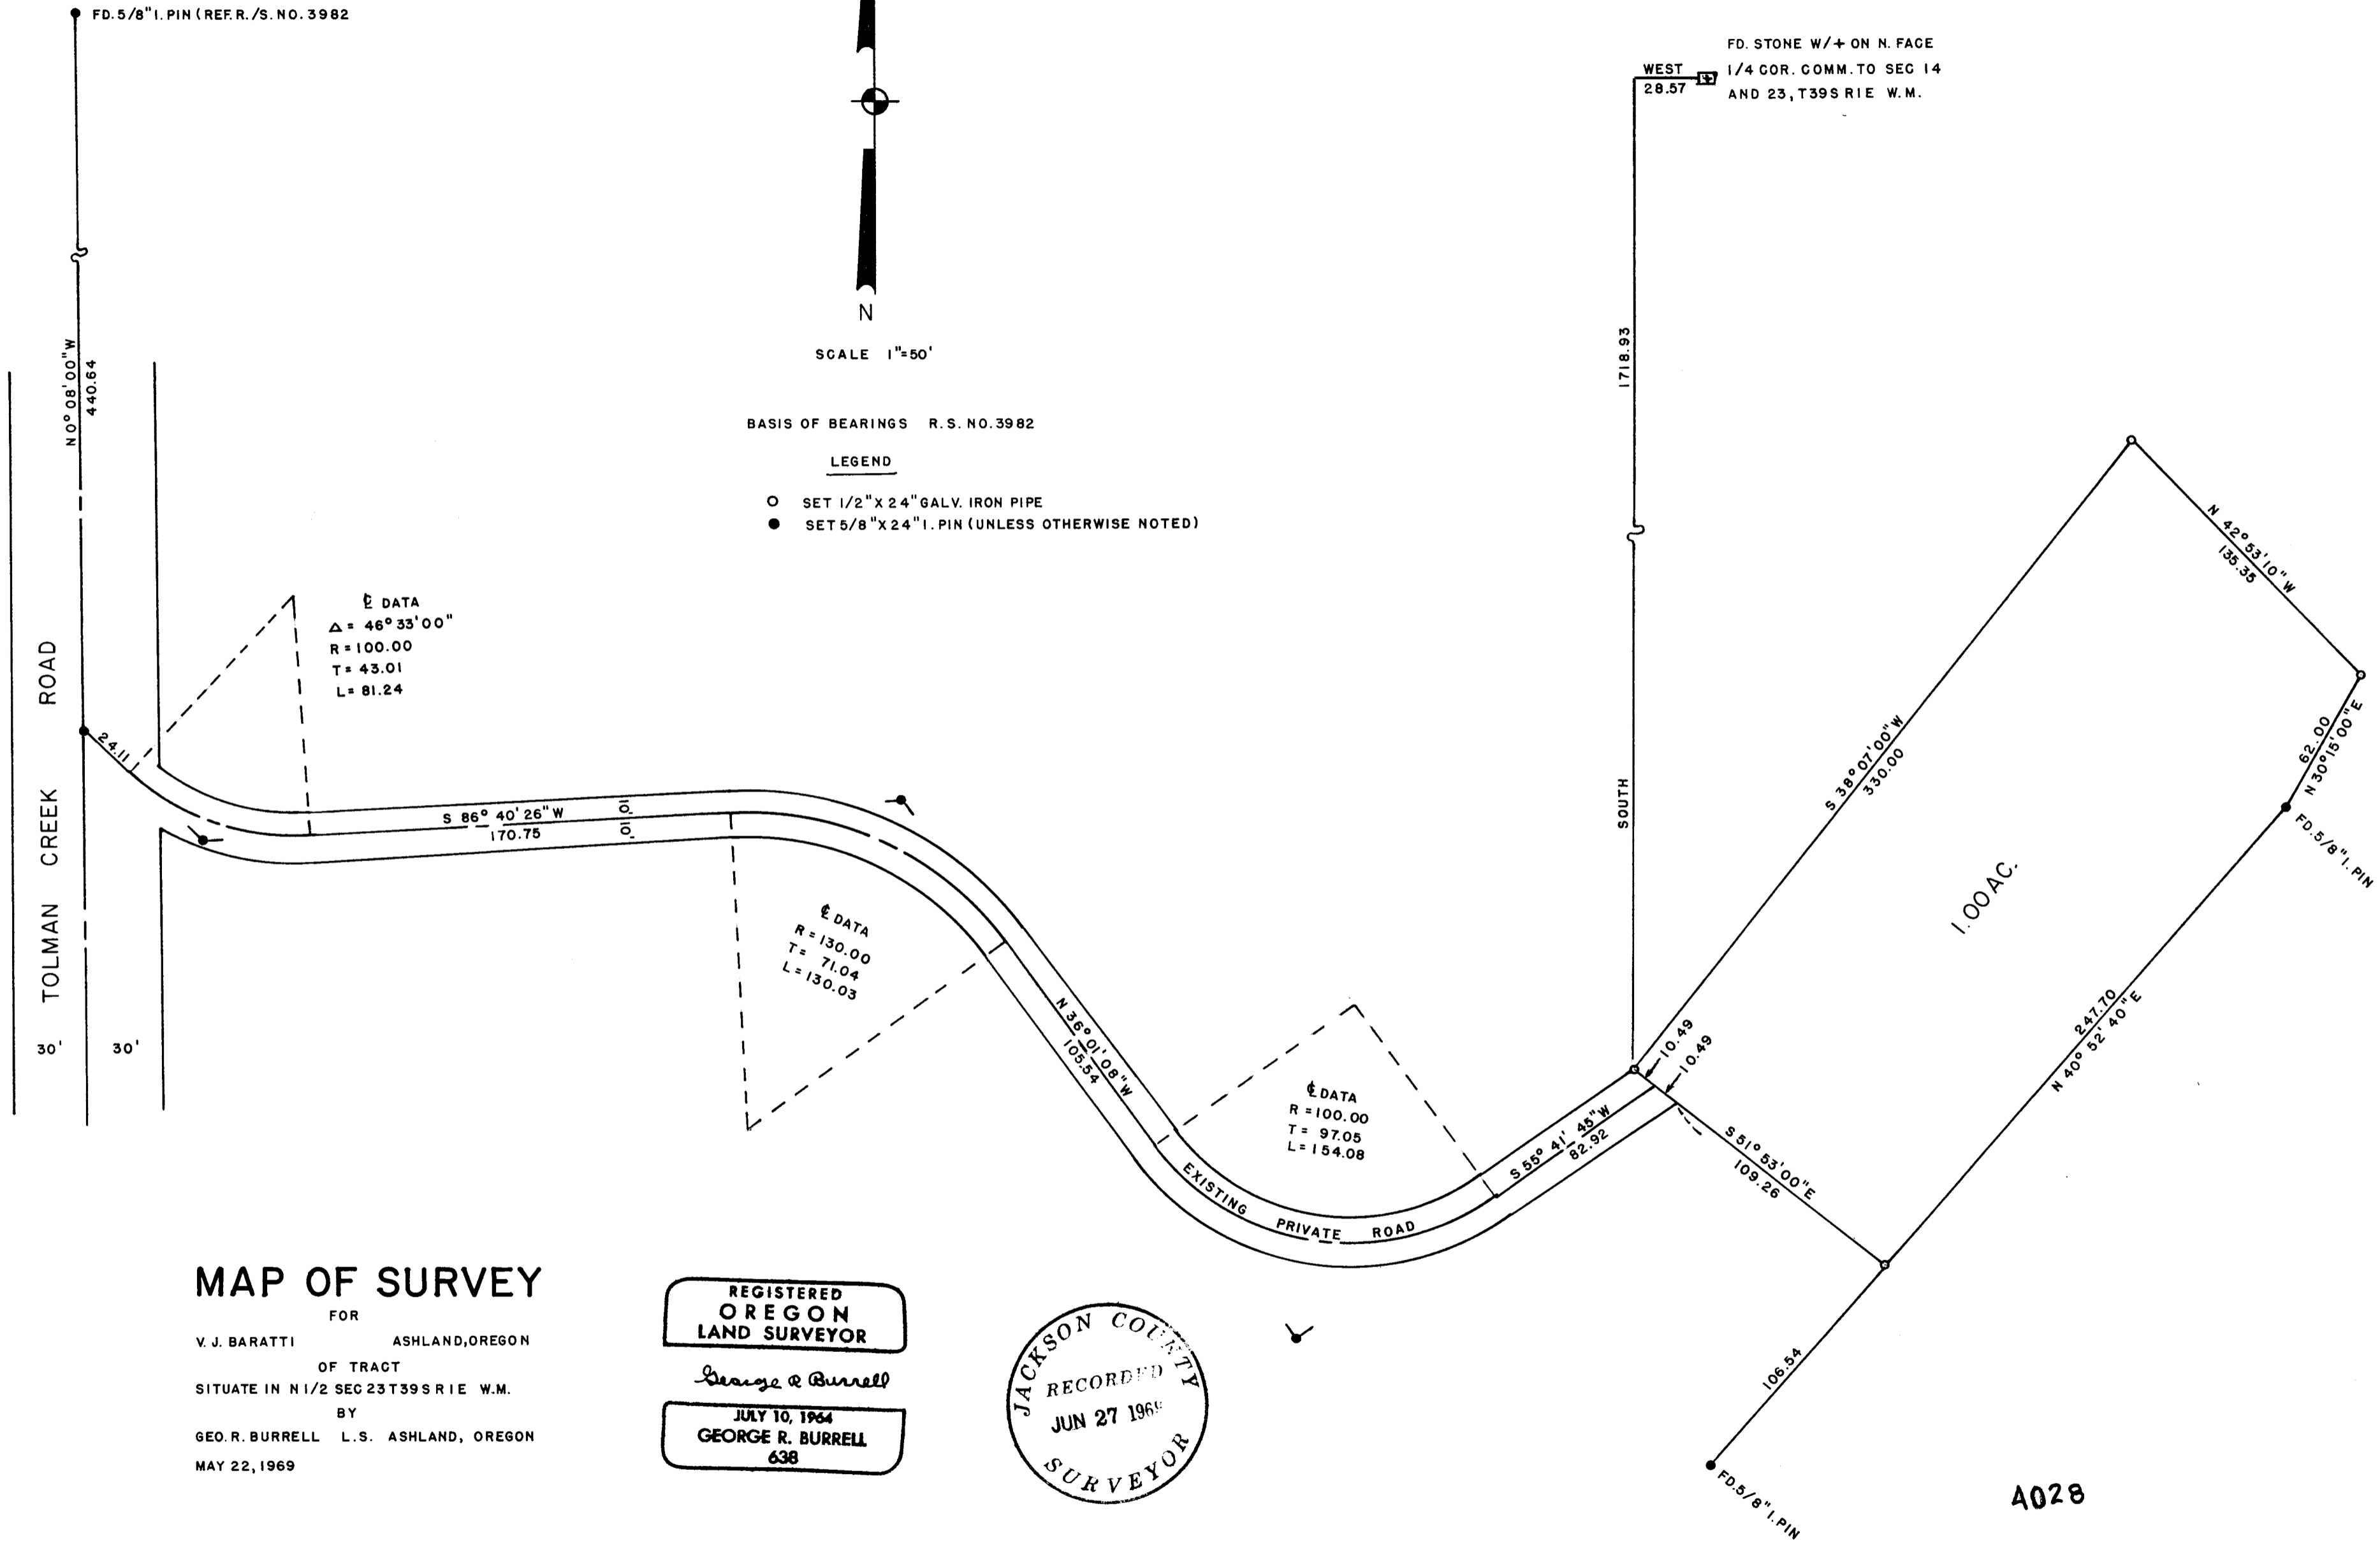 FD. 5/8" I. PIN (REF. R./S. NO. 3982
N 0° 08' 00" W
440.64
TOLMAN CREEK ROAD
30'
30'
24.11
N
SCALE 1"=50'
BASIS OF BEARINGS R.S. NO. 3982
LEGEND
SET 1/2" X 24" GALV. IRON PIPE
SET 5/8" X 24" I. PIN (UNLESS OTHERWISE NOTED)
WEST
28.57
FD. STONE W/+ ON N. FACE
1/4 COR. COMM. TO SEC 14
AND 23, T39S R1E W.M.
1718.93
SOUTH
℄ DATA
Δ = 46° 33' 00"
R = 100.00
T = 43.01
L = 81.24
S 86° 40' 26" W
170.75
10'
10'
℄ DATA
R = 130.00
T = 71.04
L = 130.03
N 36° 01' 08" W
105.54
℄ DATA
R = 100.00
T = 97.05
L = 154.08
EXISTING PRIVATE ROAD
S 55° 41' 45" W
82.92
10.49
10.49
S 51° 53' 00" E
109.26
S 38° 07' 00" W
330.00
N 42° 53' 10" W
135.35
62.00
N 30° 15' 00" E
FD. 5/8" I. PIN
1.00 AC.
247.70
N 40° 52' 40" E
106.54
FD. 5/8" I. PIN
MAP OF SURVEY
FOR
V. J. BARATTI ASHLAND, OREGON
OF TRACT
SITUATE IN N 1/2 SEC 23 T39S R1E W.M.
BY
GEO. R. BURRELL L.S. ASHLAND, OREGON
MAY 22, 1969
REGISTERED
OREGON
LAND SURVEYOR
George R Burrell
JULY 10, 1964
GEORGE R. BURRELL
638
JACKSON COUNTY
RECORDED
JUN 27 1969
SURVEYOR
A028